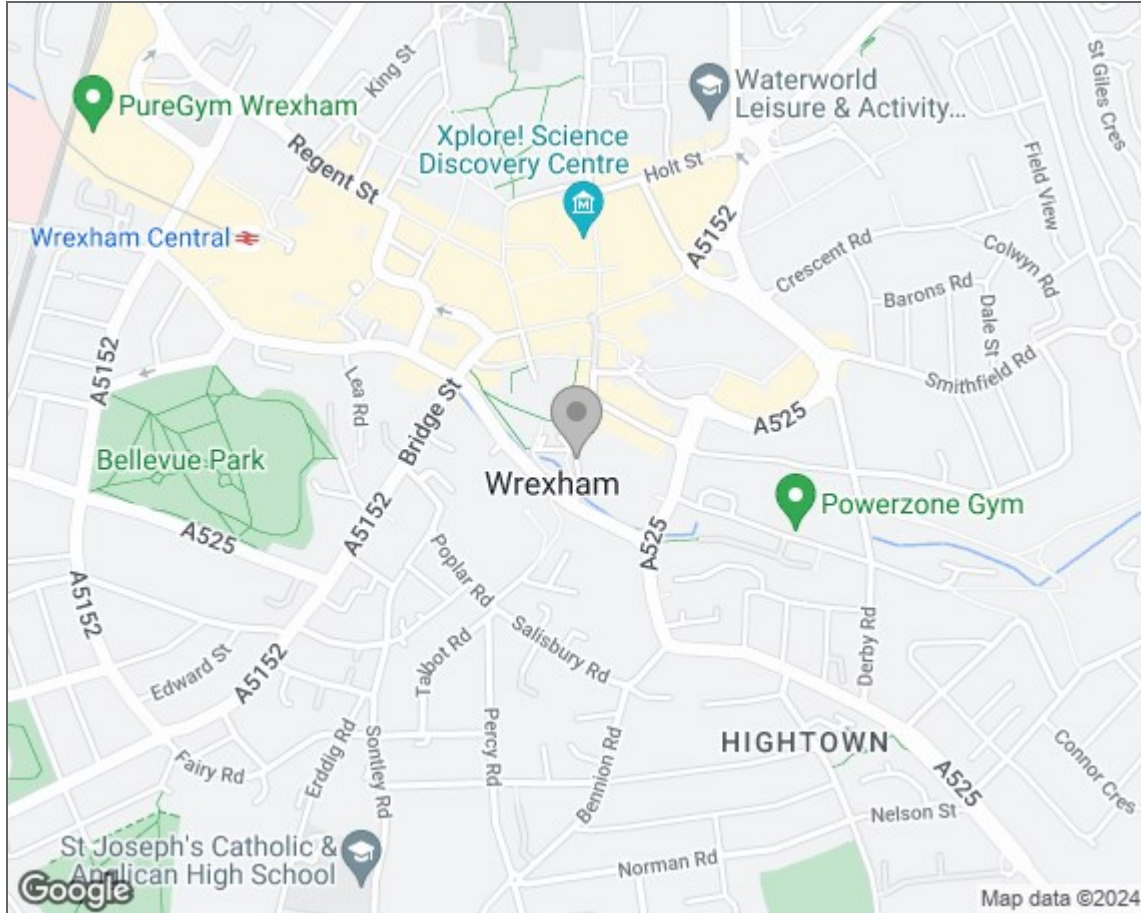 King St
St Giles Cres
PureGym Wrexham
Waterworld
Leisure & Activity...
Xplore! Science
Discovery Centre
Regent St
Holt St
Field View
Wrexham Central
A5152
Crescent Rd
Colwyn Rd
Barons Rd
Dale St
A5152
Lea Rd
Smithfield Rd
Bridge St
A525
Bellevue Park
Wrexham
Powerzone Gym
A525
A5152
A525
Poplar Rd
A5152
Talbot Rd
Salisbury Rd
Derby Rd
Edward St
A5152
Percy Rd
HIGHTOWN
Fairy Rd
Erddig Rd
Sontley Rd
Bennion Rd
A525
Connor Cres
Nelson St
St Joseph's Catholic &
Anglican High School
Norman Rd
Google
Map data ©2024